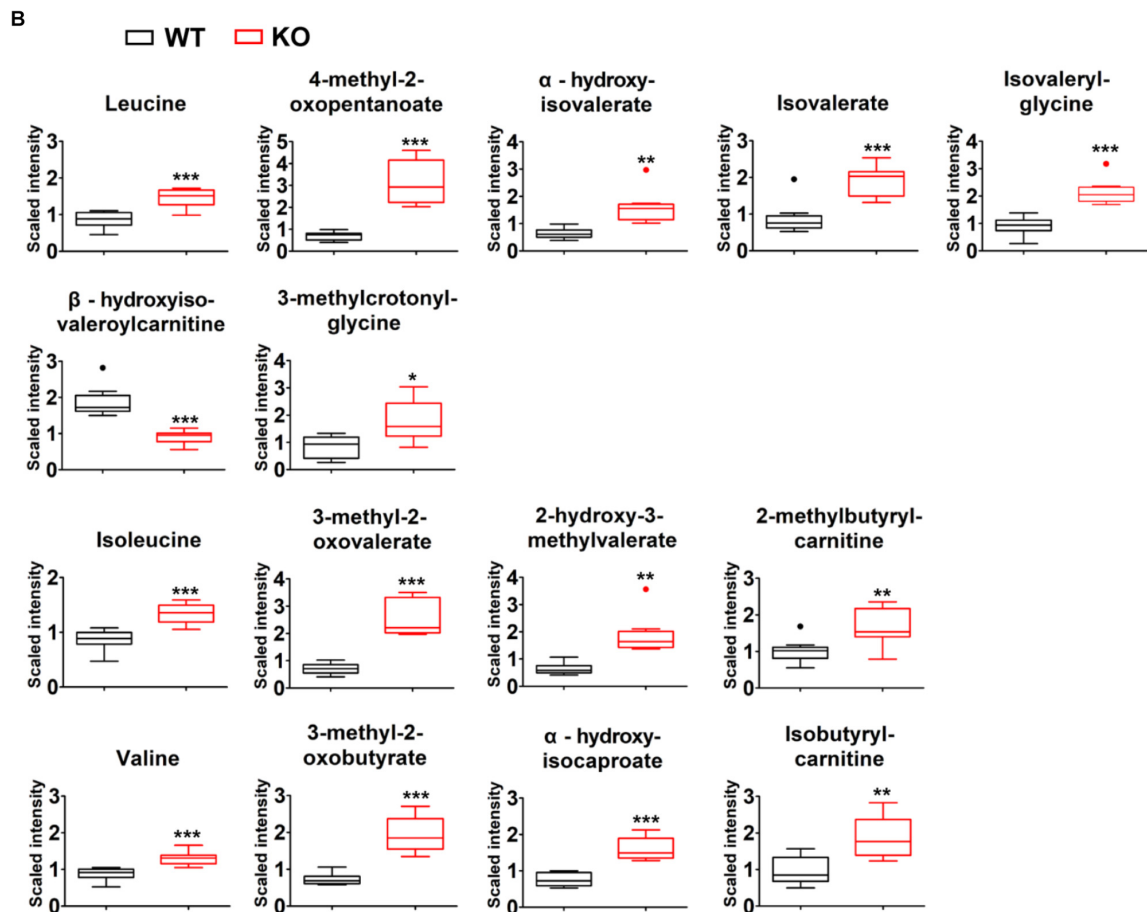 B
WT KO
Leucine
Scaled intensity
3
2
1
0
***
4-methyl-2-
oxopentanoate
Scaled intensity
5
4
3
2
1
0
***
α - hydroxy-
isovalerate
Scaled intensity
4
3
2
1
0
**
Isovalerate
Scaled intensity
3
2
1
0
***
Isovaleryl-
glycine
Scaled intensity
4
3
2
1
0
***
β - hydroxyiso-
valeroylcarnitine
Scaled intensity
3
2
1
0
***
3-methylcrotonyl-
glycine
Scaled intensity
4
3
2
1
0
*
Isoleucine
Scaled intensity
2
1
0
***
3-methyl-2-
oxovalerate
Scaled intensity
4
3
2
1
0
***
2-hydroxy-3-
methylvalerate
Scaled intensity
4
3
2
1
0
**
2-methylbutyryl-
carnitine
Scaled intensity
3
2
1
0
**
Valine
Scaled intensity
3
2
1
0
***
3-methyl-2-
oxobutyrate
Scaled intensity
3
2
1
0
***
α - hydroxy-
isocaproate
Scaled intensity
3
2
1
0
***
Isobutyryl-
carnitine
Scaled intensity
3
2
1
0
**